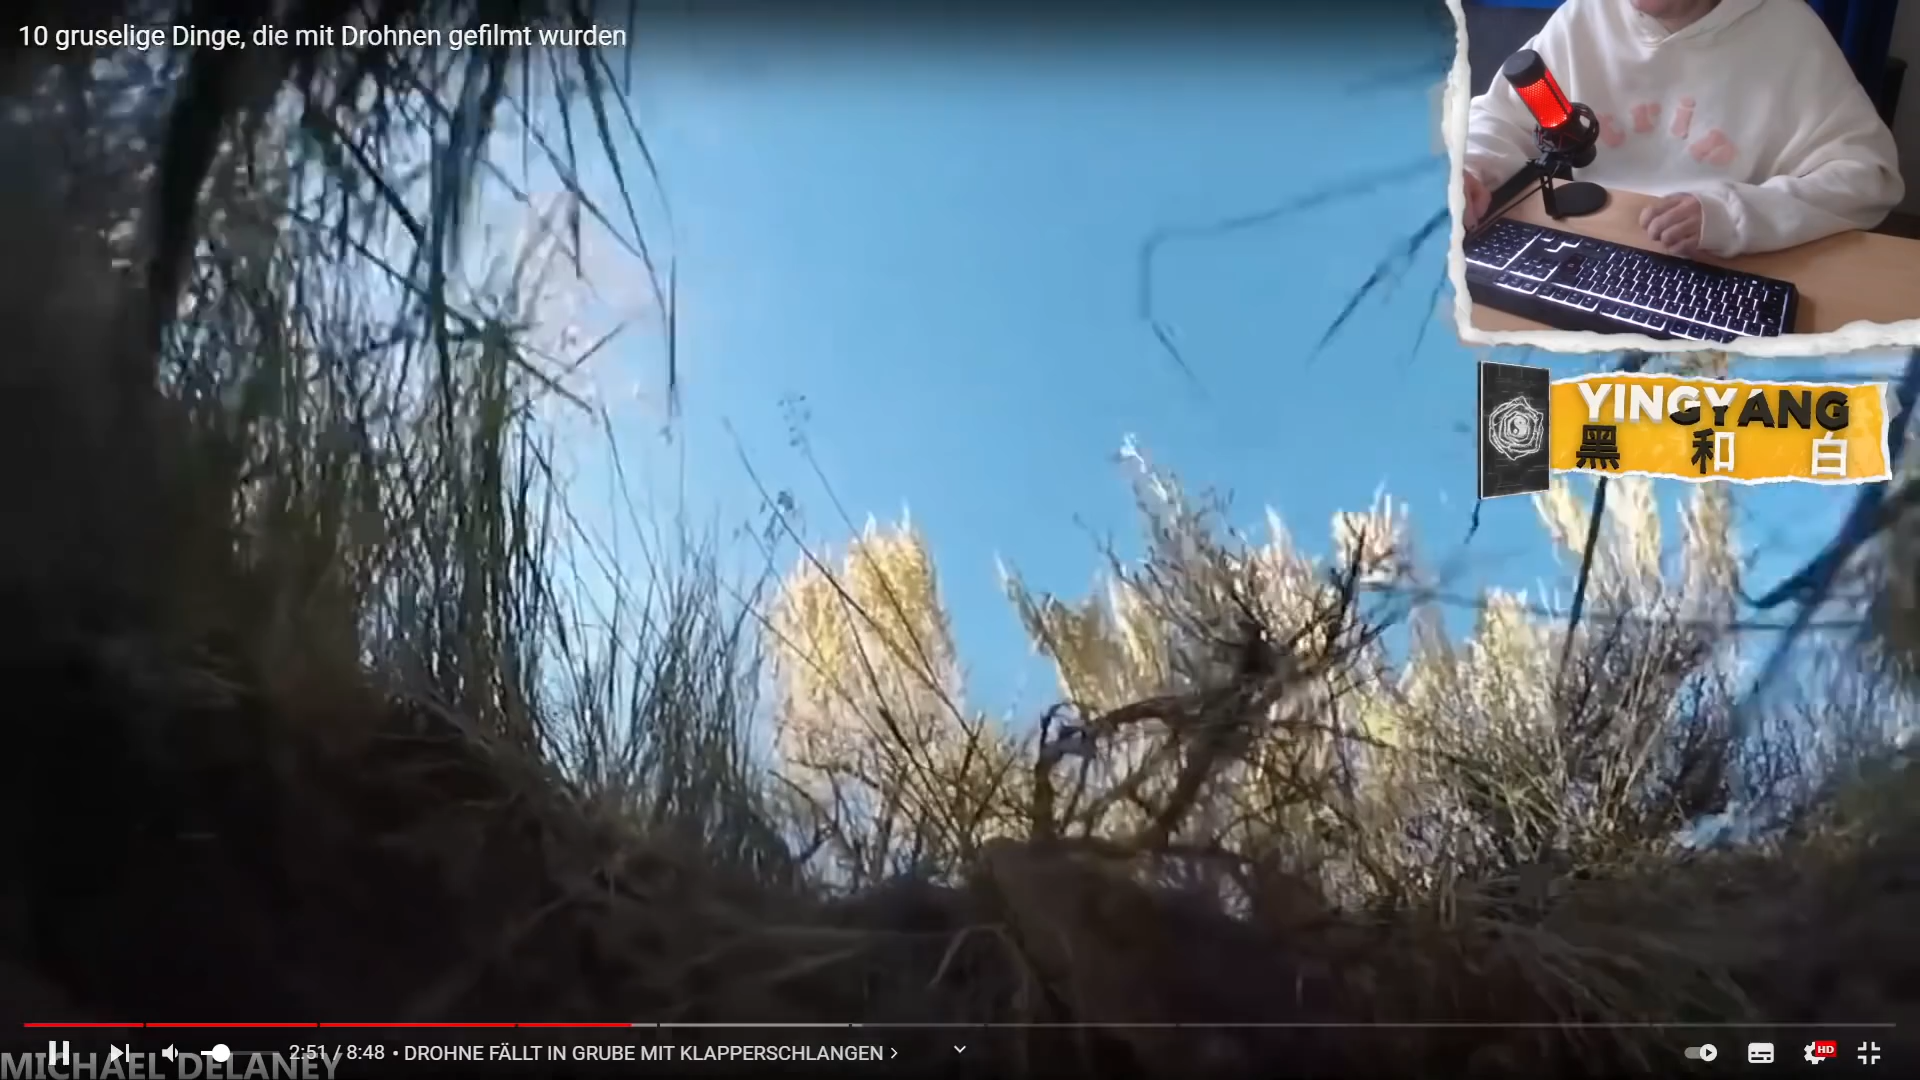 10 gruselige Dinge, die mit Drohnen gefilmt wurden
YINGYANG
黑 和 白
2:51 / 8:48 • DROHNE FÄLLT IN GRUBE MIT KLAPPERSCHLANGEN
HD
MICHAEL DELANEY